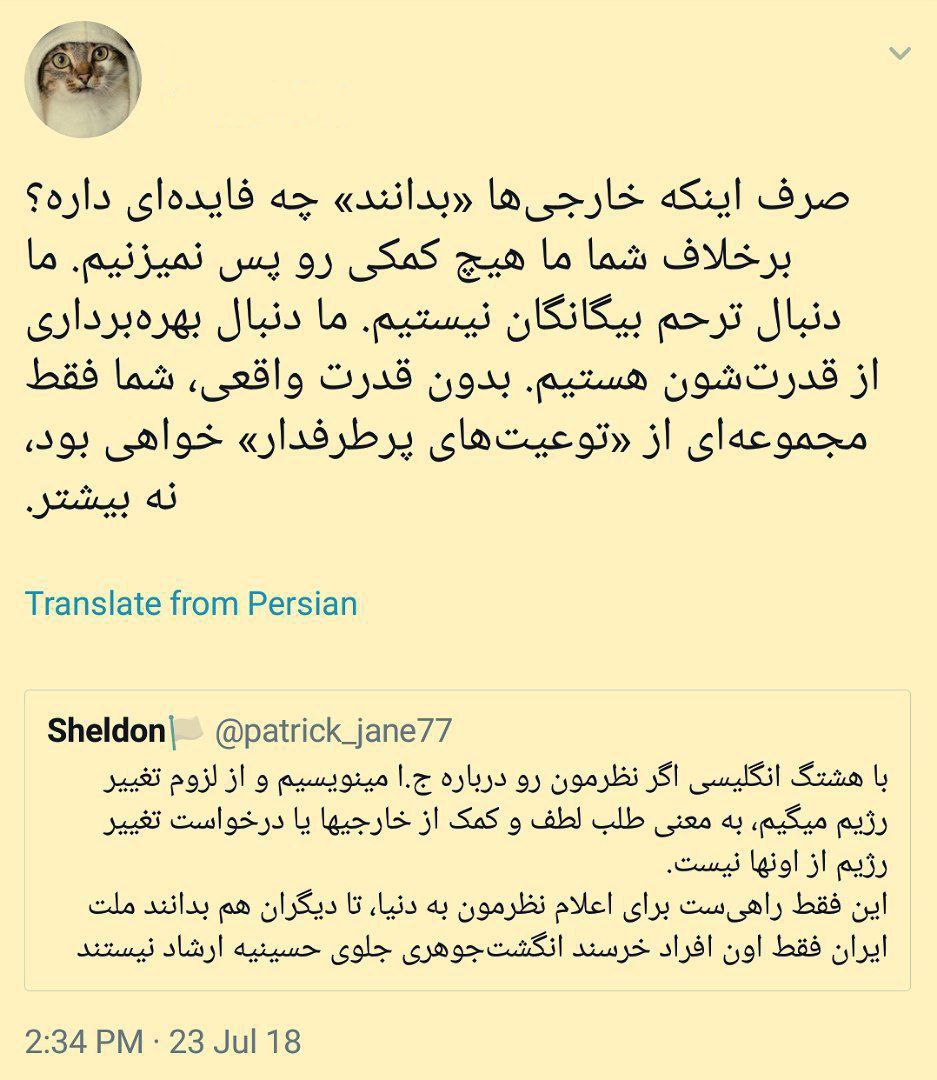 صرف اینکه خارجی‌ها «بدانند» چه فایده‌ای داره؟
برخلاف شما ما هیچ کمکی رو پس نمیزنیم. ما
دنبال ترحم بیگانگان نیستیم. ما دنبال بهره‌برداری
از قدرت‌شون هستیم. بدون قدرت واقعی، شما فقط
مجموعه‌ای از «توعیت‌های پرطرفدار» خواهی بود،
نه بیشتر.
Translate from Persian
Sheldon🏳 @patrick_jane77
با هشتگ انگلیسی اگر نظرمون رو درباره ج.ا مینویسیم و از لزوم تغییر
رژیم میگیم، به معنی طلب لطف و کمک از خارجیها یا درخواست تغییر
رژیم از اونها نیست.
این فقط راهی‌ست برای اعلام نظرمون به دنیا، تا دیگران هم بدانند ملت
ایران فقط اون افراد خرسند انگشت‌جوهری جلوی حسینیه ارشاد نیستند
2:34 PM · 23 Jul 18